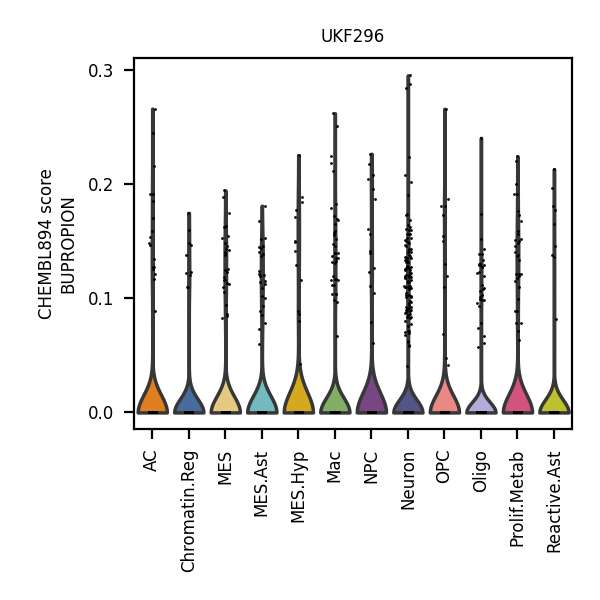 UKF296
CHEMBL894 score
BUPROPION
0.3
0.2
0.1
0.0
AC
Chromatin.Reg
MES
MES.Ast
MES.Hyp
Mac
NPC
Neuron
OPC
Oligo
Prolif.Metab
Reactive.Ast